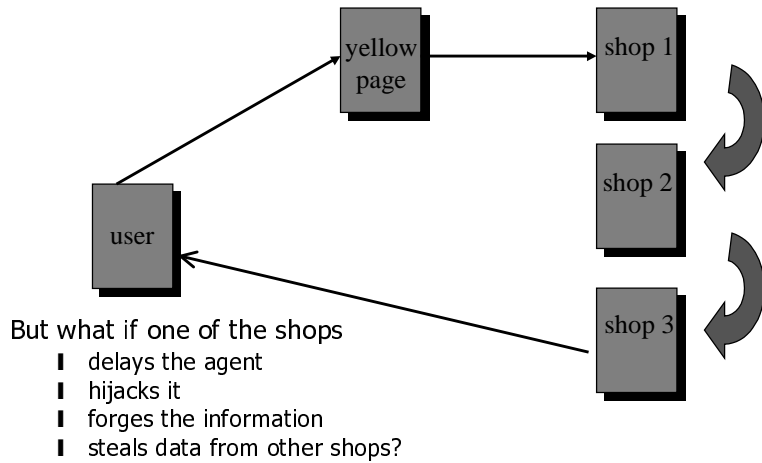 yellow
page
shop 1
shop 2
user
shop 3
But what if one of the shops
delays the agent
hijacks it
forges the information
steals data from other shops?